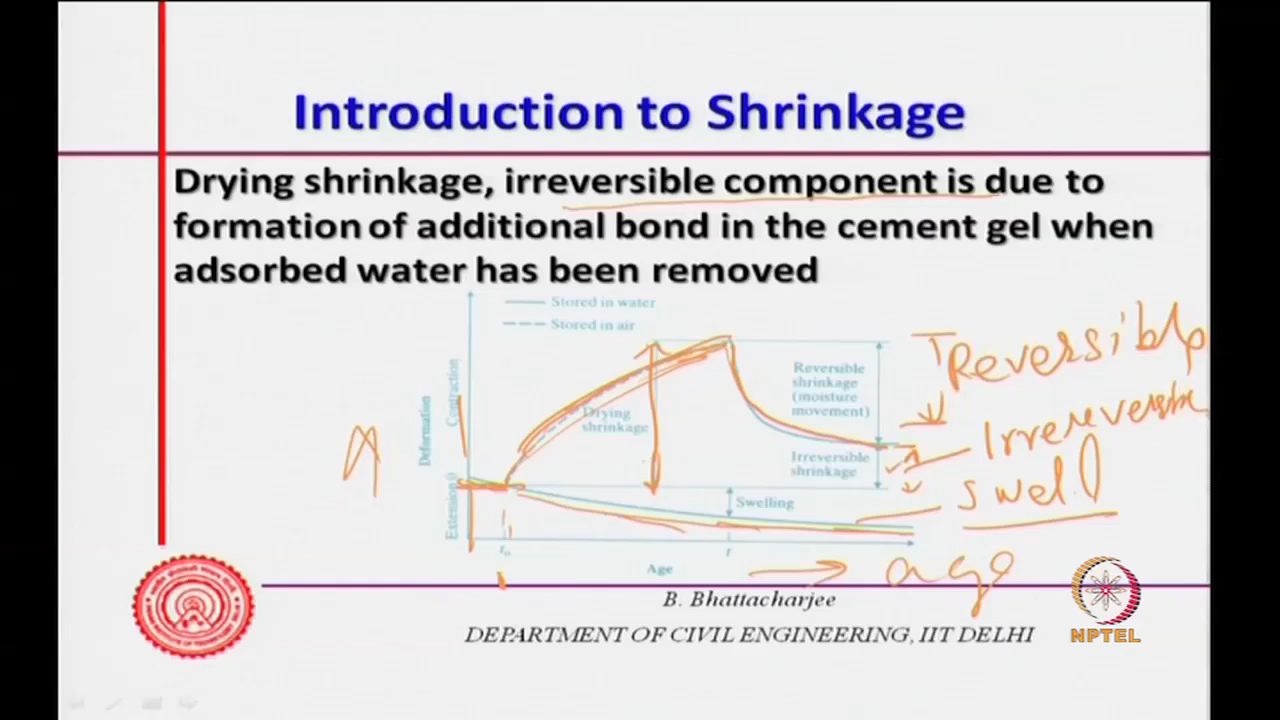 Introduction to Shrinkage
Drying shrinkage, irreversible component is due to
formation of additional bond in the cement gel when
adsorbed water has been removed
Stored in water
Stored in air
Deformation
Contraction
Extension 0
Drying
shrinkage
Reversible
shrinkage
(moisture
movement)
Irreversible
shrinkage
Swelling
t₀
t
Age
Reversible
Irreversible
swell
age
B. Bhattacharjee
DEPARTMENT OF CIVIL ENGINEERING, IIT DELHI
NPTEL